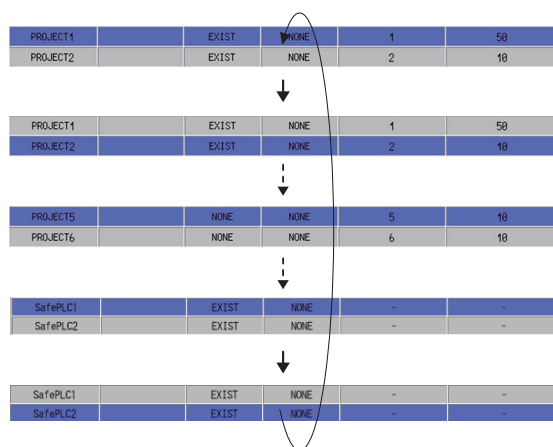 PROJECT1 EXIST NONE 1 50
PROJECT2 EXIST NONE 2 10
PROJECT1 EXIST NONE 1 50
PROJECT2 EXIST NONE 2 10
PROJECT5 NONE NONE 5 10
PROJECT6 NONE NONE 6 10
SafePLC1 EXIST NONE - -
SafePLC2 EXIST NONE - -
SafePLC1 EXIST NONE - -
SafePLC2 EXIST NONE - -